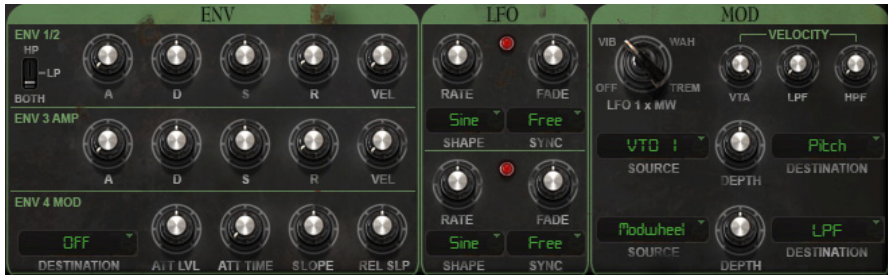 ENV
ENV 1/2
HP
LP
BOTH
A D S R VEL
ENV 3 AMP
A D S R VEL
ENV 4 MOD
OFF
DESTINATION ATT LVL ATT TIME SLOPE REL SLP
LFO
RATE FADE
Sine Free
SHAPE SYNC
RATE FADE
Sine Free
SHAPE SYNC
MOD
VIB WAH
OFF TREM
LFO 1 x MW
VELOCITY
VTA LPF HPF
VTO 1 Pitch
SOURCE DEPTH DESTINATION
Modwheel LPF
SOURCE DEPTH DESTINATION